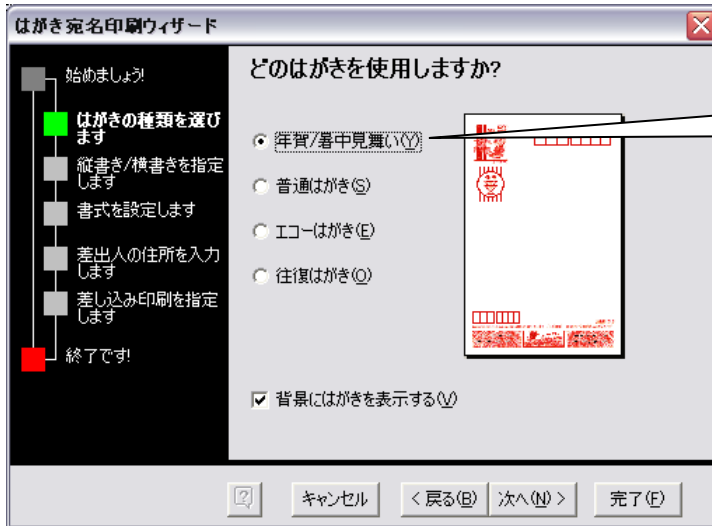 はがき宛名印刷ウィザード
始めましょう!
はがきの種類を選び
ます
縦書き/横書きを指定
します
書式を設定します
差出人の住所を入力
します
差し込み印刷を指定
します
終了です!
どのはがきを使用しますか?
年賀/暑中見舞い(Y)
普通はがき(S)
エコーはがき(E)
往復はがき(O)
背景にはがきを表示する(V)
キャンセル
< 戻る(B)
次へ(N) >
完了(F)